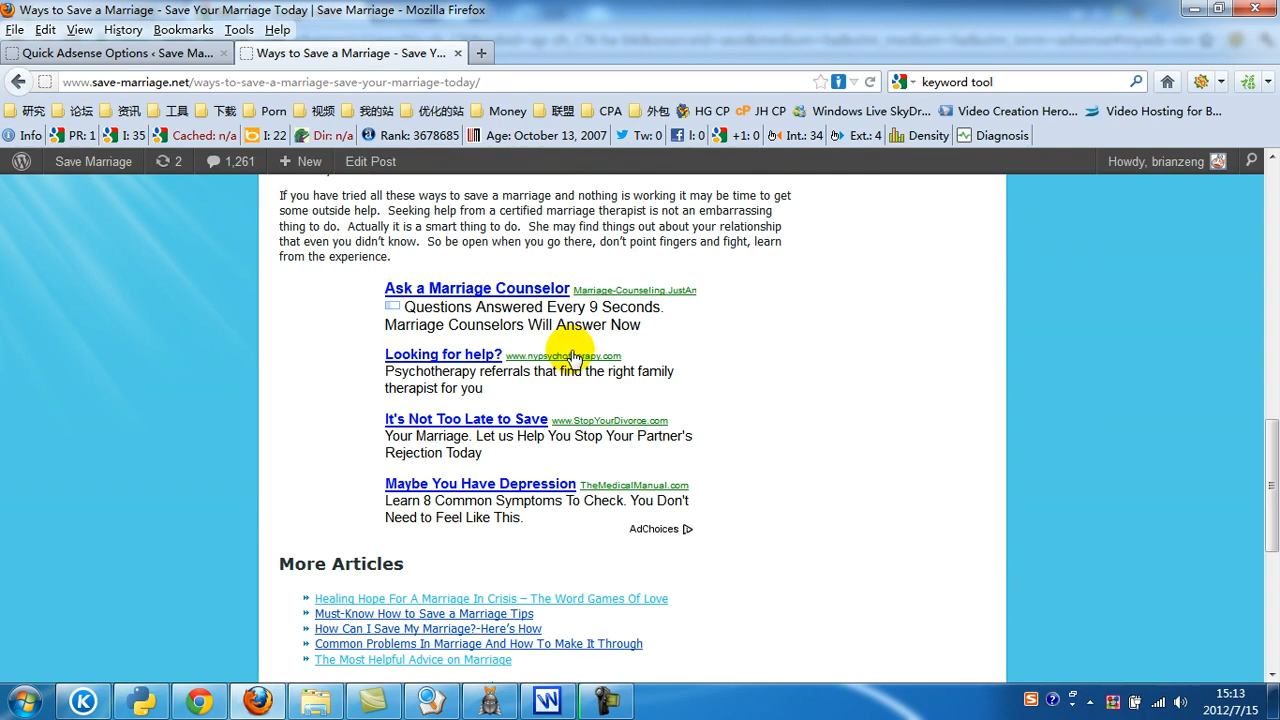 Ways to Save a Marriage - Save Your Marriage Today | Save Marriage - Mozilla Firefox
File Edit View History Bookmarks Tools Help
Quick Adsense Options ‹ Save Ma... × Ways to Save a Marriage - Save Y... × +
www.save-marriage.net/ways-to-save-a-marriage-save-your-marriage-today/ keyword tool
研究 论坛 资讯 工具 下载 Porn 视频 我的站 优化的站 Money 联盟 CPA 外包 HG CP JH CP Windows Live SkyDr... Video Creation Hero... Video Hosting for B...
Info PR: 1 I: 35 Cached: n/a I: 22 Dir: n/a Rank: 3678685 Age: October 13, 2007 Tw: 0 l: 0 +1: 0 Int.: 34 Ext.: 4 Density Diagnosis
Save Marriage 2 1,261 + New Edit Post Howdy, brianzeng
If you have tried all these ways to save a marriage and nothing is working it may be time to get
some outside help. Seeking help from a certified marriage therapist is not an embarrassing
thing to do. Actually it is a smart thing to do. She may find things out about your relationship
that even you didn't know. So be open when you go there, don't point fingers and fight, learn
from the experience.
Ask a Marriage Counselor Marriage-Counseling.JustAn
Questions Answered Every 9 Seconds.
Marriage Counselors Will Answer Now
Looking for help? www.nypsychotherapy.com
Psychotherapy referrals that find the right family
therapist for you
It's Not Too Late to Save www.StopYourDivorce.com
Your Marriage. Let us Help You Stop Your Partner's
Rejection Today
Maybe You Have Depression TheMedicalManual.com
Learn 8 Common Symptoms To Check. You Don't
Need to Feel Like This.
AdChoices
More Articles
Healing Hope For A Marriage In Crisis – The Word Games Of Love
Must-Know How to Save a Marriage Tips
How Can I Save My Marriage?-Here's How
Common Problems In Marriage And How To Make It Through
The Most Helpful Advice on Marriage
15:13
2012/7/15